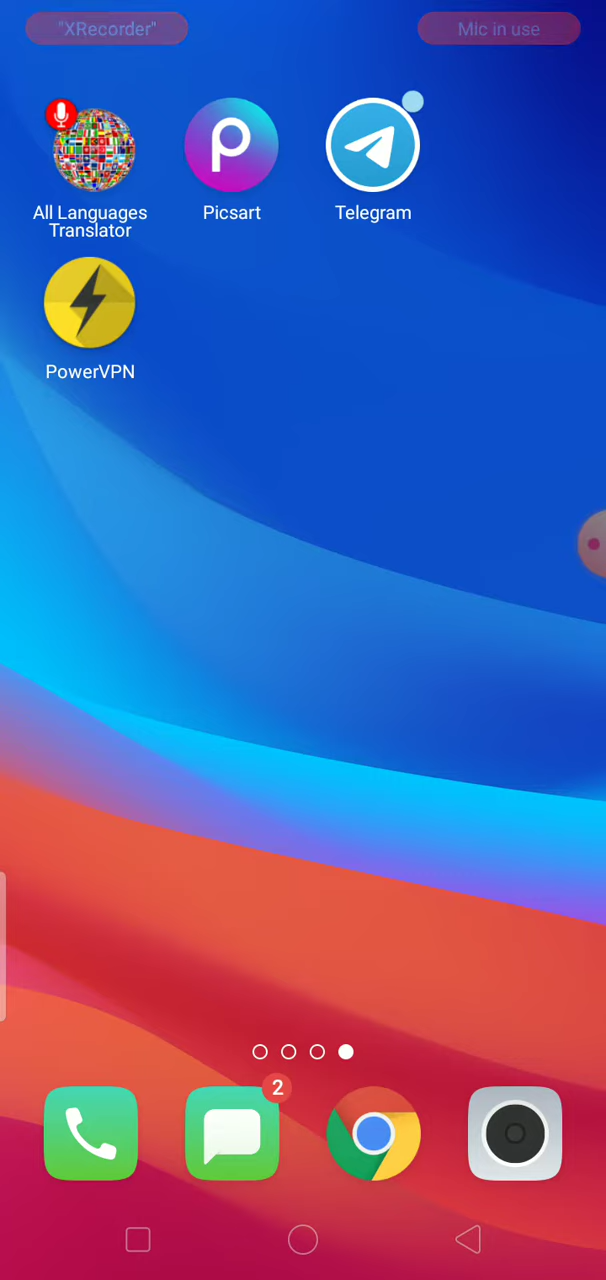 "XRecorder"
Mic in use
All Languages
Translator
Picsart
Telegram
PowerVPN
2